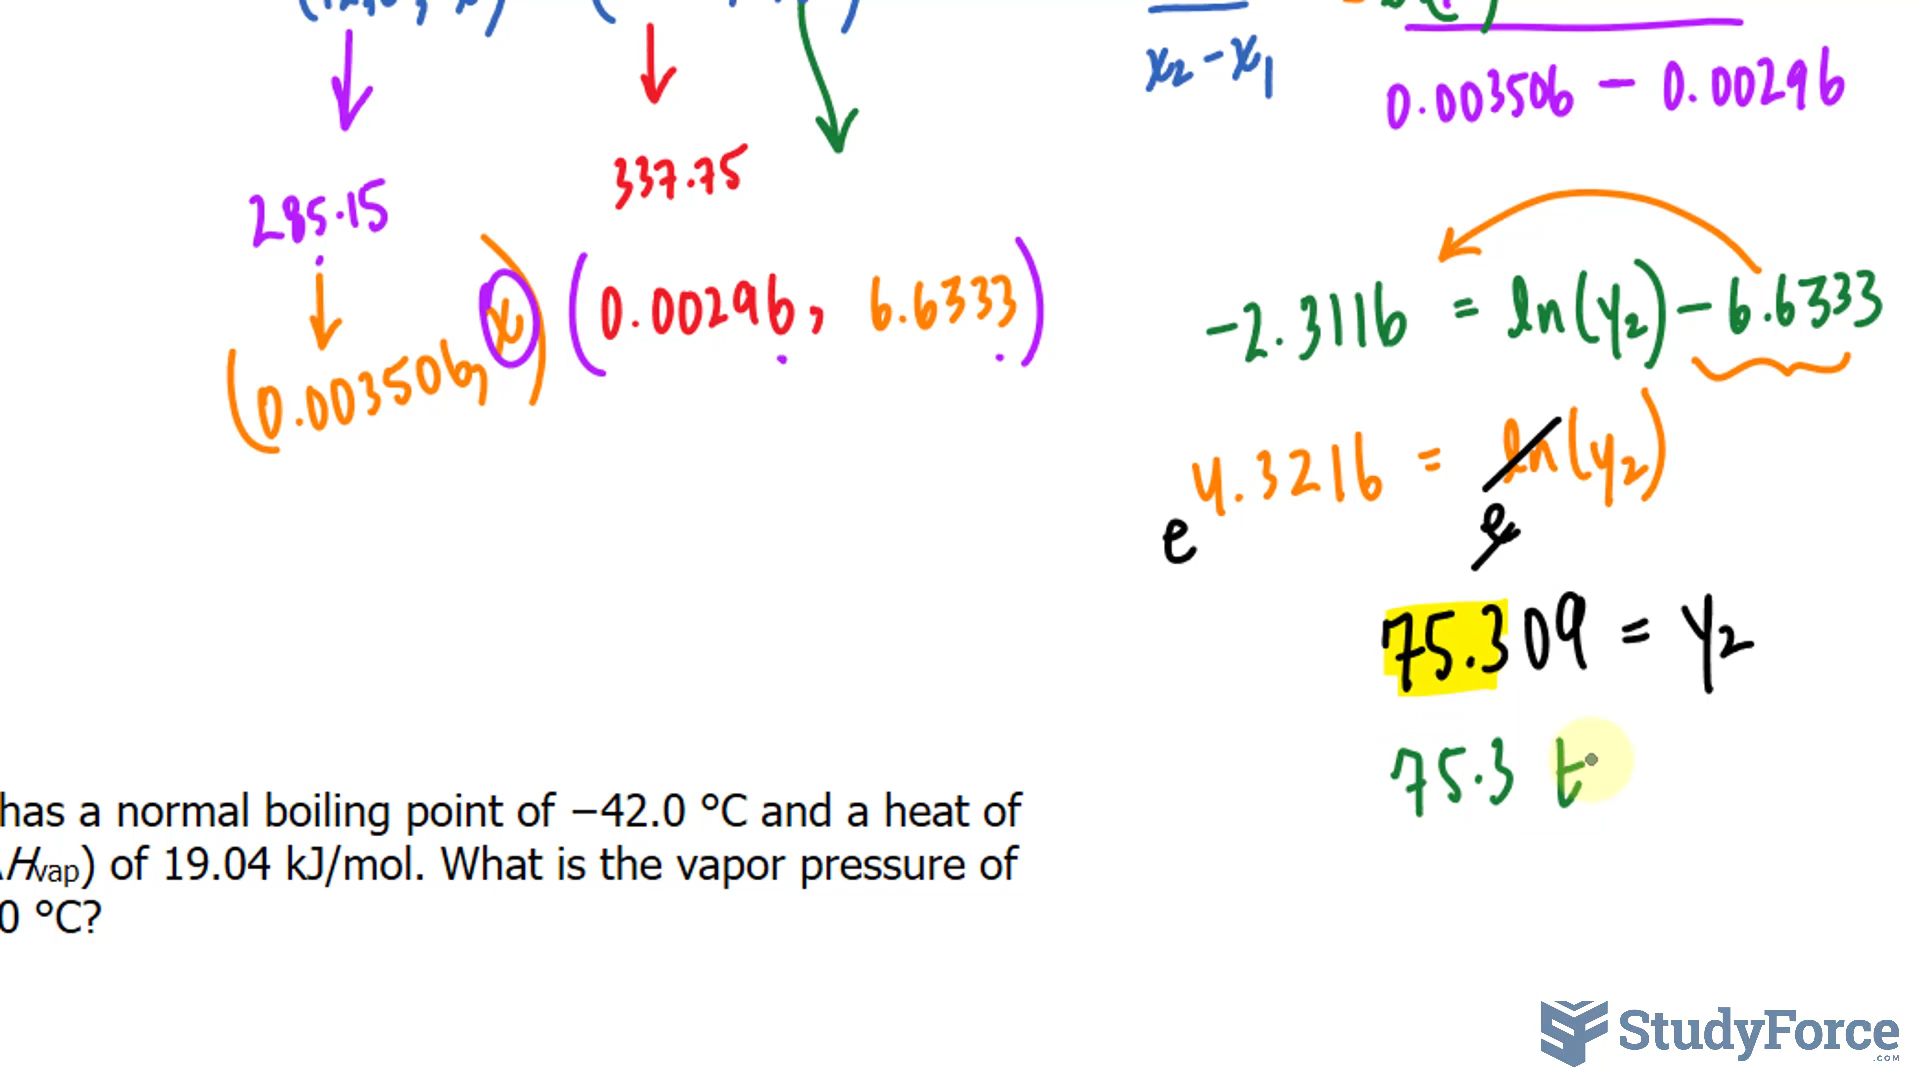 x₂ - x₁
0.003506 - 0.00296
337.75
285.15
(0.003506, x) (0.00296, 6.6333)
-2.3116 = ln(y₂) - 6.6333
e 4.3216 = ln(y₂)
e
75.309 = y₂
75.3 t
has a normal boiling point of −42.0 °C and a heat of
Hvap) of 19.04 kJ/mol. What is the vapor pressure of
0 °C?
StudyForce
.COM